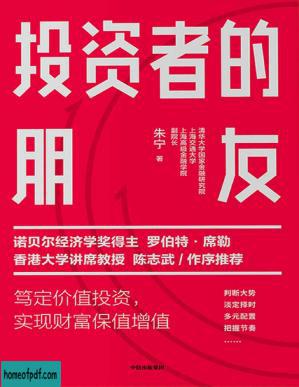 投资者的
朋友
清华大学国家金融研究院
上海交通大学
上海高级金融学院
副院长
朱宁 著
诺贝尔经济学奖得主 罗伯特·席勒
香港大学讲席教授 陈志武/作序推荐
笃定价值投资，
实现财富保值增值
判断大势
淡定择时
多元配置
把握节奏
……
中信出版集团
homeofpdf.com
homeofpdf.com